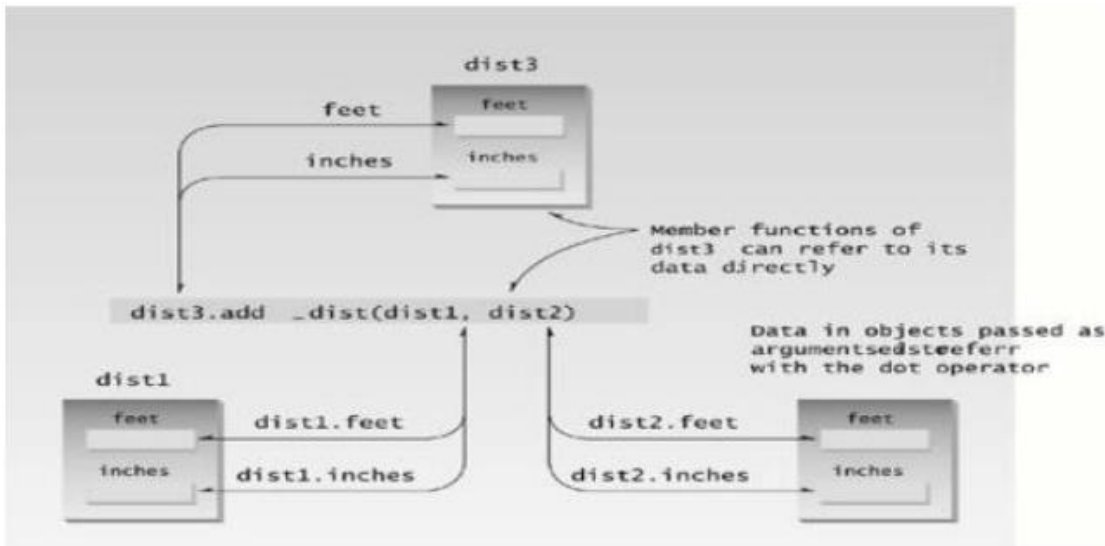 dist3
feet
feet
inches
inches
Member functions of
dist3 can refer to its
data directly
dist3.add _dist(dist1, dist2)
Data in objects passed as
argumentsedsteeferr
with the dot operator
dist1
feet
dist1.feet
dist2.feet
feet
inches
dist1.inches
dist2.inches
inches